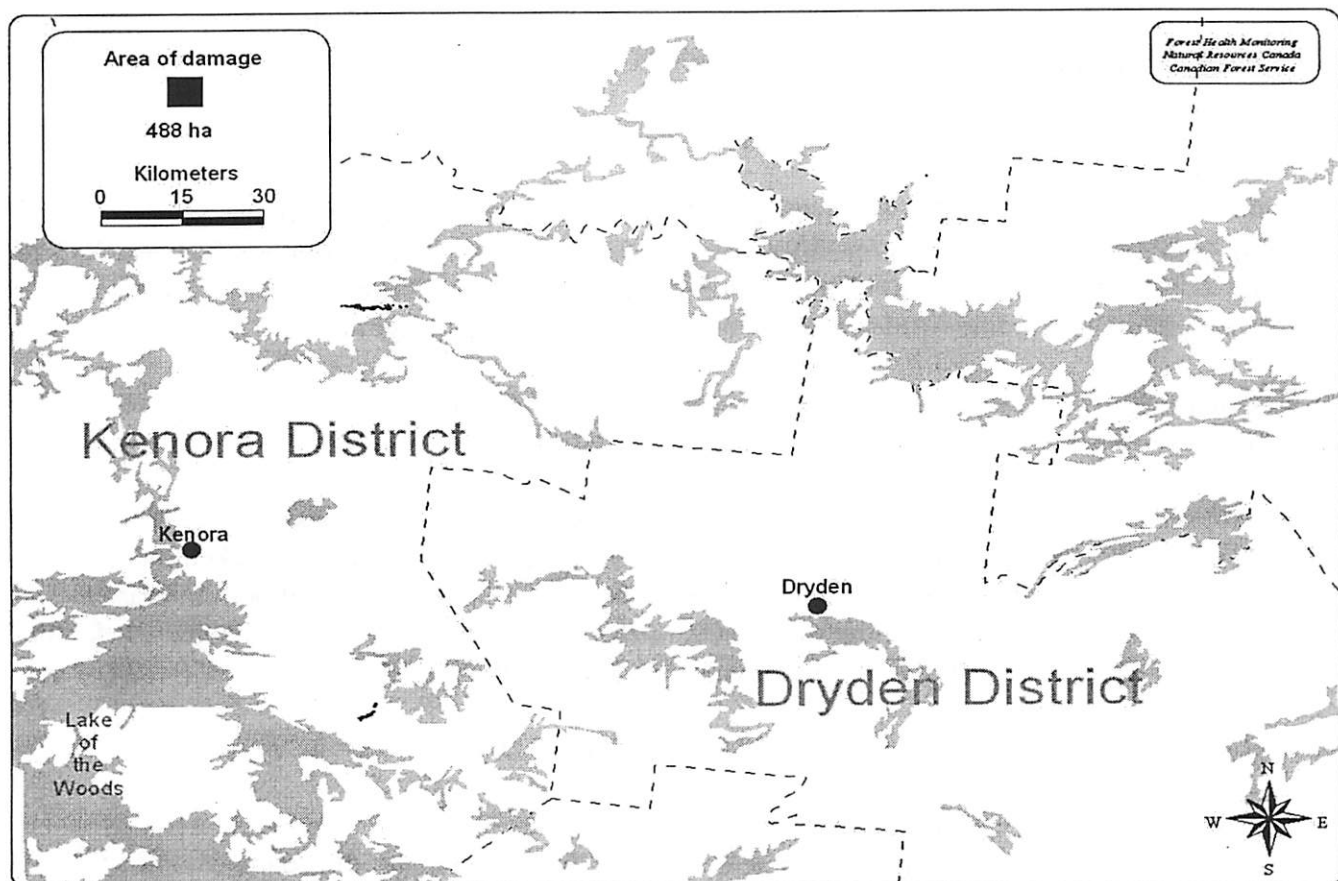 Area of damage
488 ha
Kilometers
0 15 30
Forest Health Monitoring
Natural Resources Canada
Canadian Forest Service
Kenora District
Kenora
Dryden
Dryden District
Lake
of
the
Woods
N
W E
S